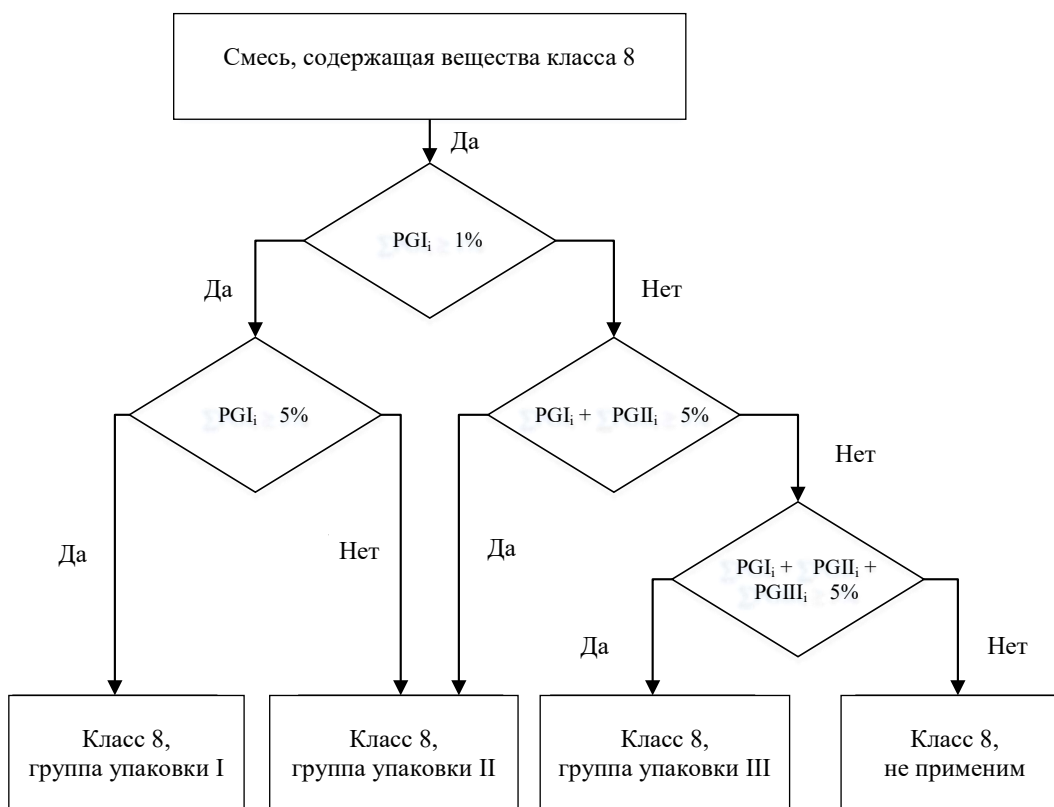 Смесь, содержащая вещества класса 8
Да
∑PGIᵢ ≥ 1%
Да
Нет
∑PGIᵢ ≥ 5%
∑PGIᵢ + ∑PGIIᵢ ≥ 5%
Нет
Да
Нет
Да
∑PGIᵢ + ∑PGIIᵢ +
∑PGIIIᵢ ≥ 5%
Да
Нет
Класс 8,
группа упаковки I
Класс 8,
группа упаковки II
Класс 8,
группа упаковки III
Класс 8,
не применим